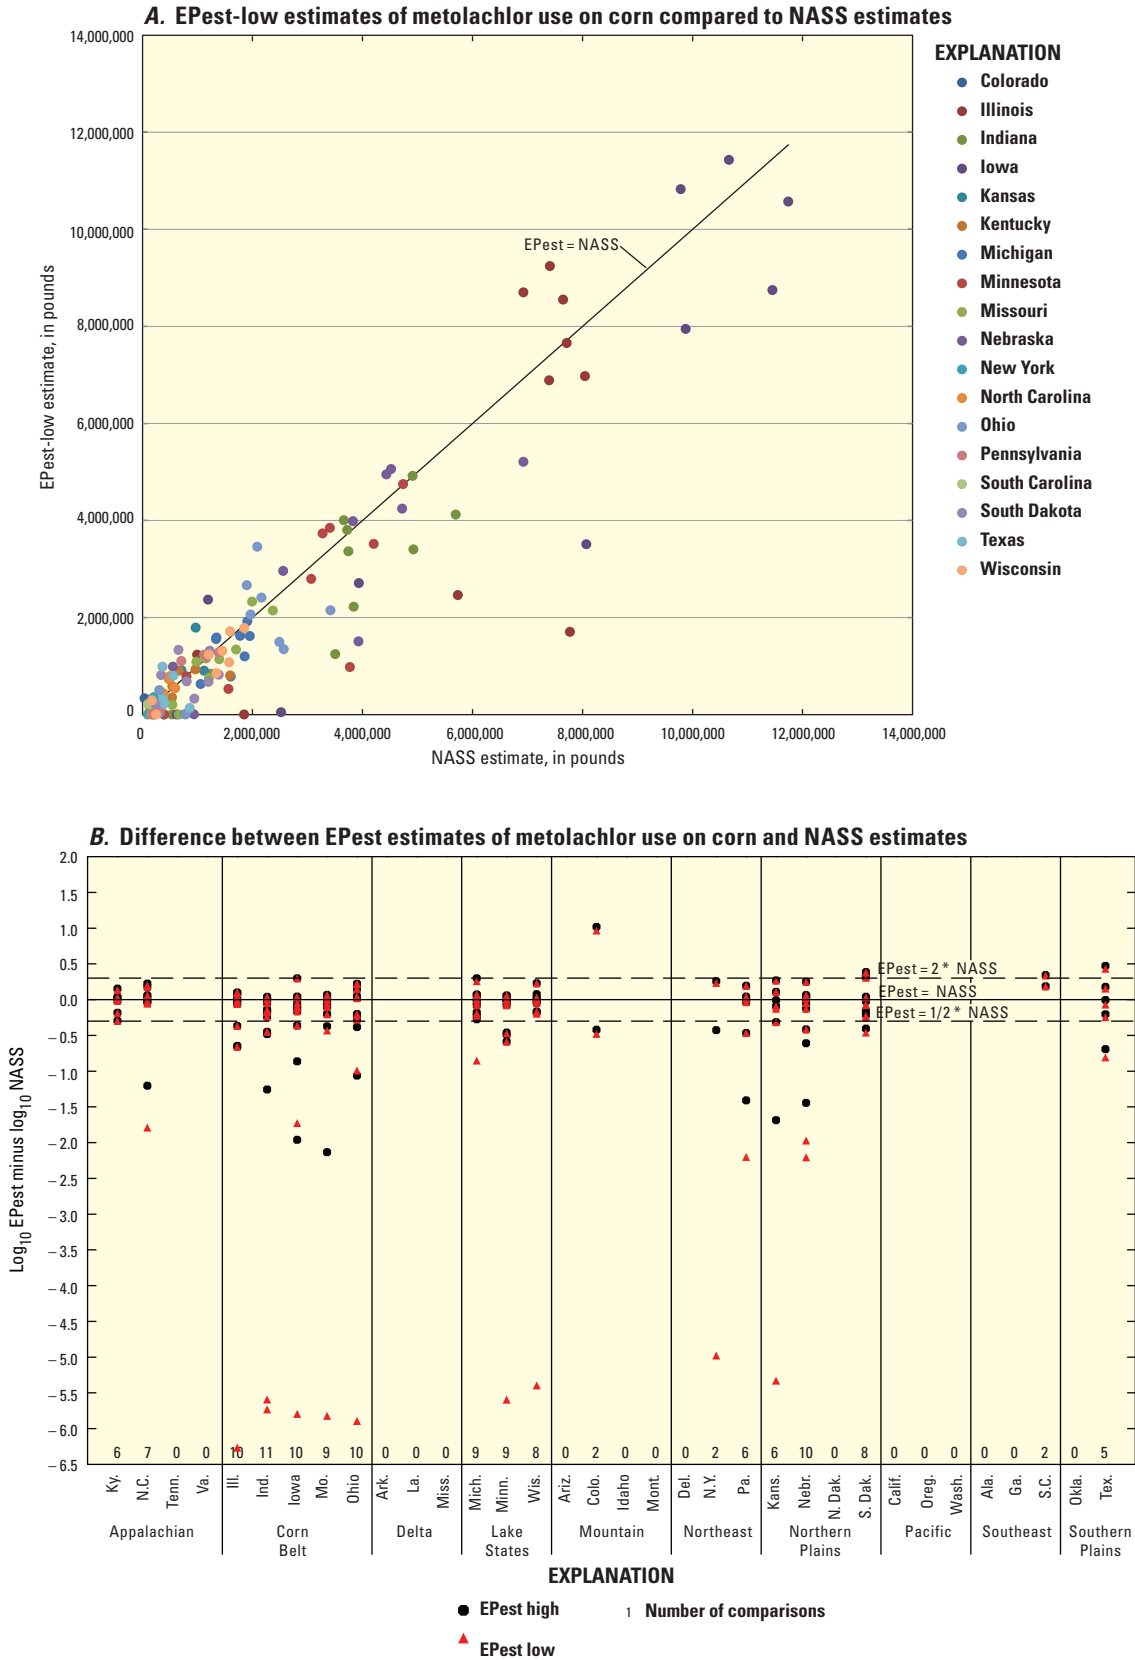 A. EPest-low estimates of metolachlor use on corn compared to NASS estimates
14,000,000
12,000,000
10,000,000
8,000,000
6,000,000
4,000,000
2,000,000
0
EPest-low estimate, in pounds
EPest = NASS
0
2,000,000
4,000,000
6,000,000
8,000,000
10,000,000
12,000,000
14,000,000
NASS estimate, in pounds
EXPLANATION
Colorado
Illinois
Indiana
Iowa
Kansas
Kentucky
Michigan
Minnesota
Missouri
Nebraska
New York
North Carolina
Ohio
Pennsylvania
South Carolina
South Dakota
Texas
Wisconsin
B. Difference between EPest estimates of metolachlor use on corn and NASS estimates
2.0
1.5
1.0
0.5
0.0
−0.5
−1.0
−1.5
−2.0
−2.5
−3.0
−3.5
−4.0
−4.5
−5.0
−5.5
−6.0
−6.5
Log10 EPest minus log10 NASS
EPest = 2 * NASS
EPest = NASS
EPest = 1/2 * NASS
6 7 0 0 10 11 10 9 10 0 0 0 9 9 8 0 2 0 0 0 2 6 6 10 0 8 0 0 0 0 0 2 0 5
Ky. N.C. Tenn. Va. Ill. Ind. Iowa Mo. Ohio Ark. La. Miss. Mich. Minn. Wis. Ariz. Colo. Idaho Mont. Del. N.Y. Pa. Kans. Nebr. N. Dak. S. Dak. Calif. Oreg. Wash. Ala. Ga. S.C. Okla. Tex.
Appalachian
Corn
Belt
Delta
Lake
States
Mountain
Northeast
Northern
Plains
Pacific
Southeast
Southern
Plains
EXPLANATION
EPest high
1 Number of comparisons
EPest low